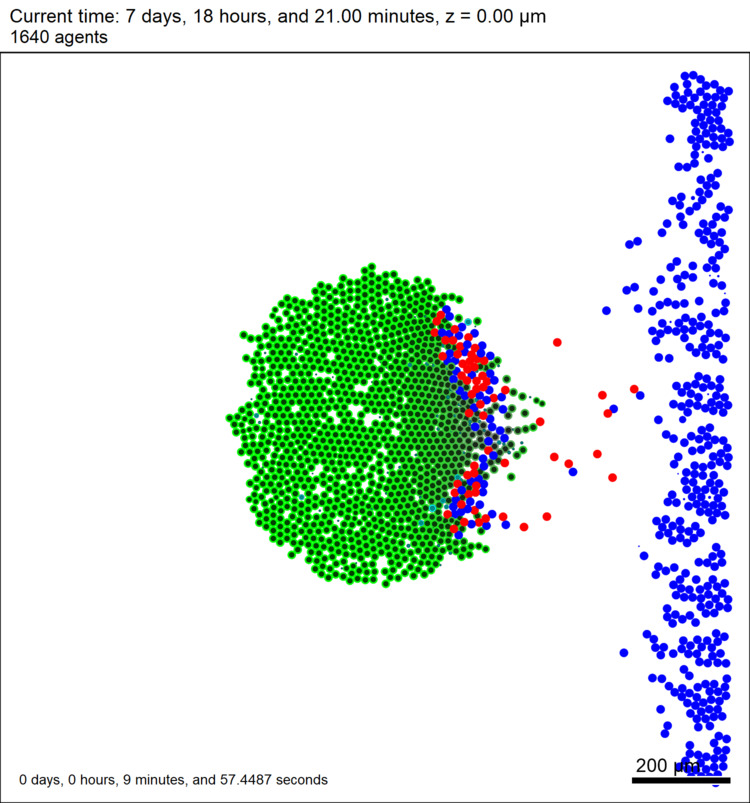 Current time: 7 days, 18 hours, and 21.00 minutes, z = 0.00 μm
1640 agents
200 μm
0 days, 0 hours, 9 minutes, and 57.4487 seconds